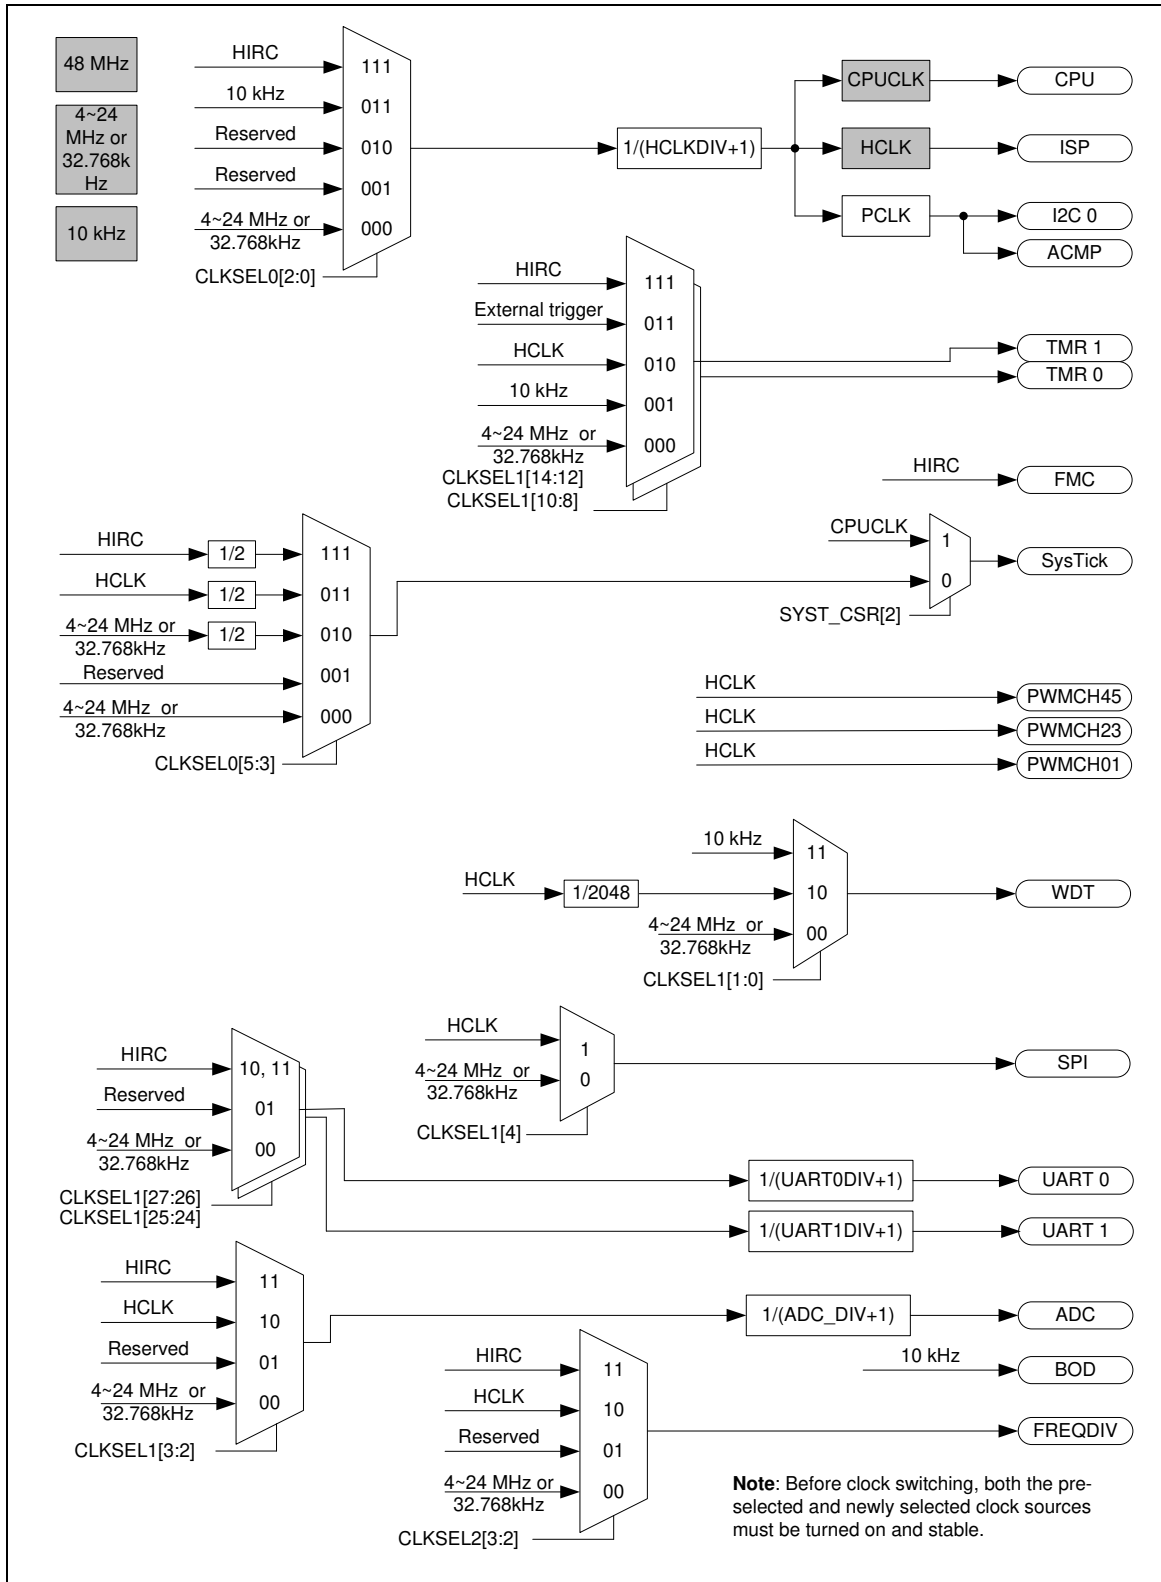 48 MHz
4~24
MHz or
32.768k
Hz
10 kHz
HIRC
111
10 kHz
011
Reserved
010
Reserved
001
4~24 MHz or
32.768kHz
000
CLKSEL0[2:0]
1/(HCLKDIV+1)
CPUCLK
CPU
HCLK
ISP
PCLK
I2C 0
ACMP
HIRC
111
External trigger
011
HCLK
010
10 kHz
001
4~24 MHz or
32.768kHz
000
CLKSEL1[14:12]
CLKSEL1[10:8]
TMR 1
TMR 0
HIRC
FMC
HIRC
1/2
111
HCLK
1/2
011
4~24 MHz or
32.768kHz
1/2
010
Reserved
001
4~24 MHz or
32.768kHz
000
CLKSEL0[5:3]
CPUCLK
1
0
SYST_CSR[2]
SysTick
HCLK
PWMCH45
HCLK
PWMCH23
HCLK
PWMCH01
10 kHz
11
HCLK
1/2048
10
4~24 MHz or
32.768kHz
00
CLKSEL1[1:0]
WDT
HCLK
1
4~24 MHz or
32.768kHz
0
CLKSEL1[4]
SPI
HIRC
10, 11
Reserved
01
4~24 MHz or
32.768kHz
00
CLKSEL1[27:26]
CLKSEL1[25:24]
1/(UART0DIV+1)
UART 0
1/(UART1DIV+1)
UART 1
HIRC
11
HCLK
10
Reserved
01
4~24 MHz or
32.768kHz
00
CLKSEL1[3:2]
1/(ADC_DIV+1)
ADC
10 kHz
BOD
HIRC
11
HCLK
10
Reserved
01
4~24 MHz or
32.768kHz
00
CLKSEL2[3:2]
FREQDIV
Note: Before clock switching, both the pre-
selected and newly selected clock sources
must be turned on and stable.